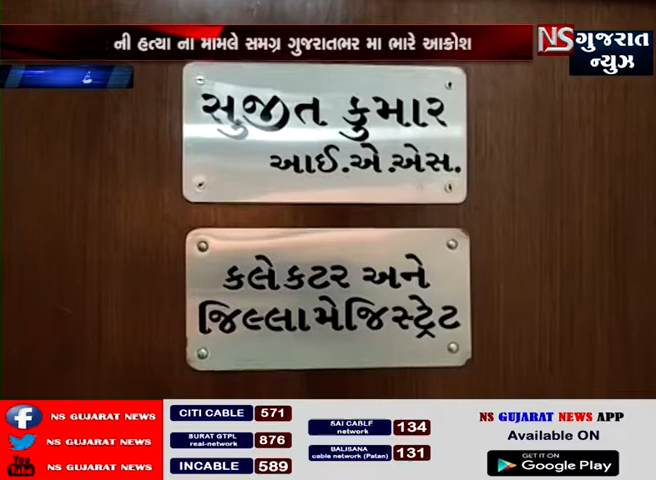 ની હત્યા ના મામલે સમગ્ર ગુજરાતભર મા ભારે આક્રોશ
NS ગુજરાત
ન્યુઝ
સુજીત કુમાર
આઈ.એ.એસ.
કલેકટર અને
જિલ્લામેજિસ્ટ્રેટ
NS GUJARAT NEWS
NS GUJARAT NEWS
You Tube NS GUJARAT NEWS
CITI CABLE 571
SURAT GTPL
real-network 876
INCABLE 589
SAI CABLE
network 134
BALISANA
cable network (Patan) 131
NS GUJARAT NEWS APP
Available ON
GET IT ON
Google Play